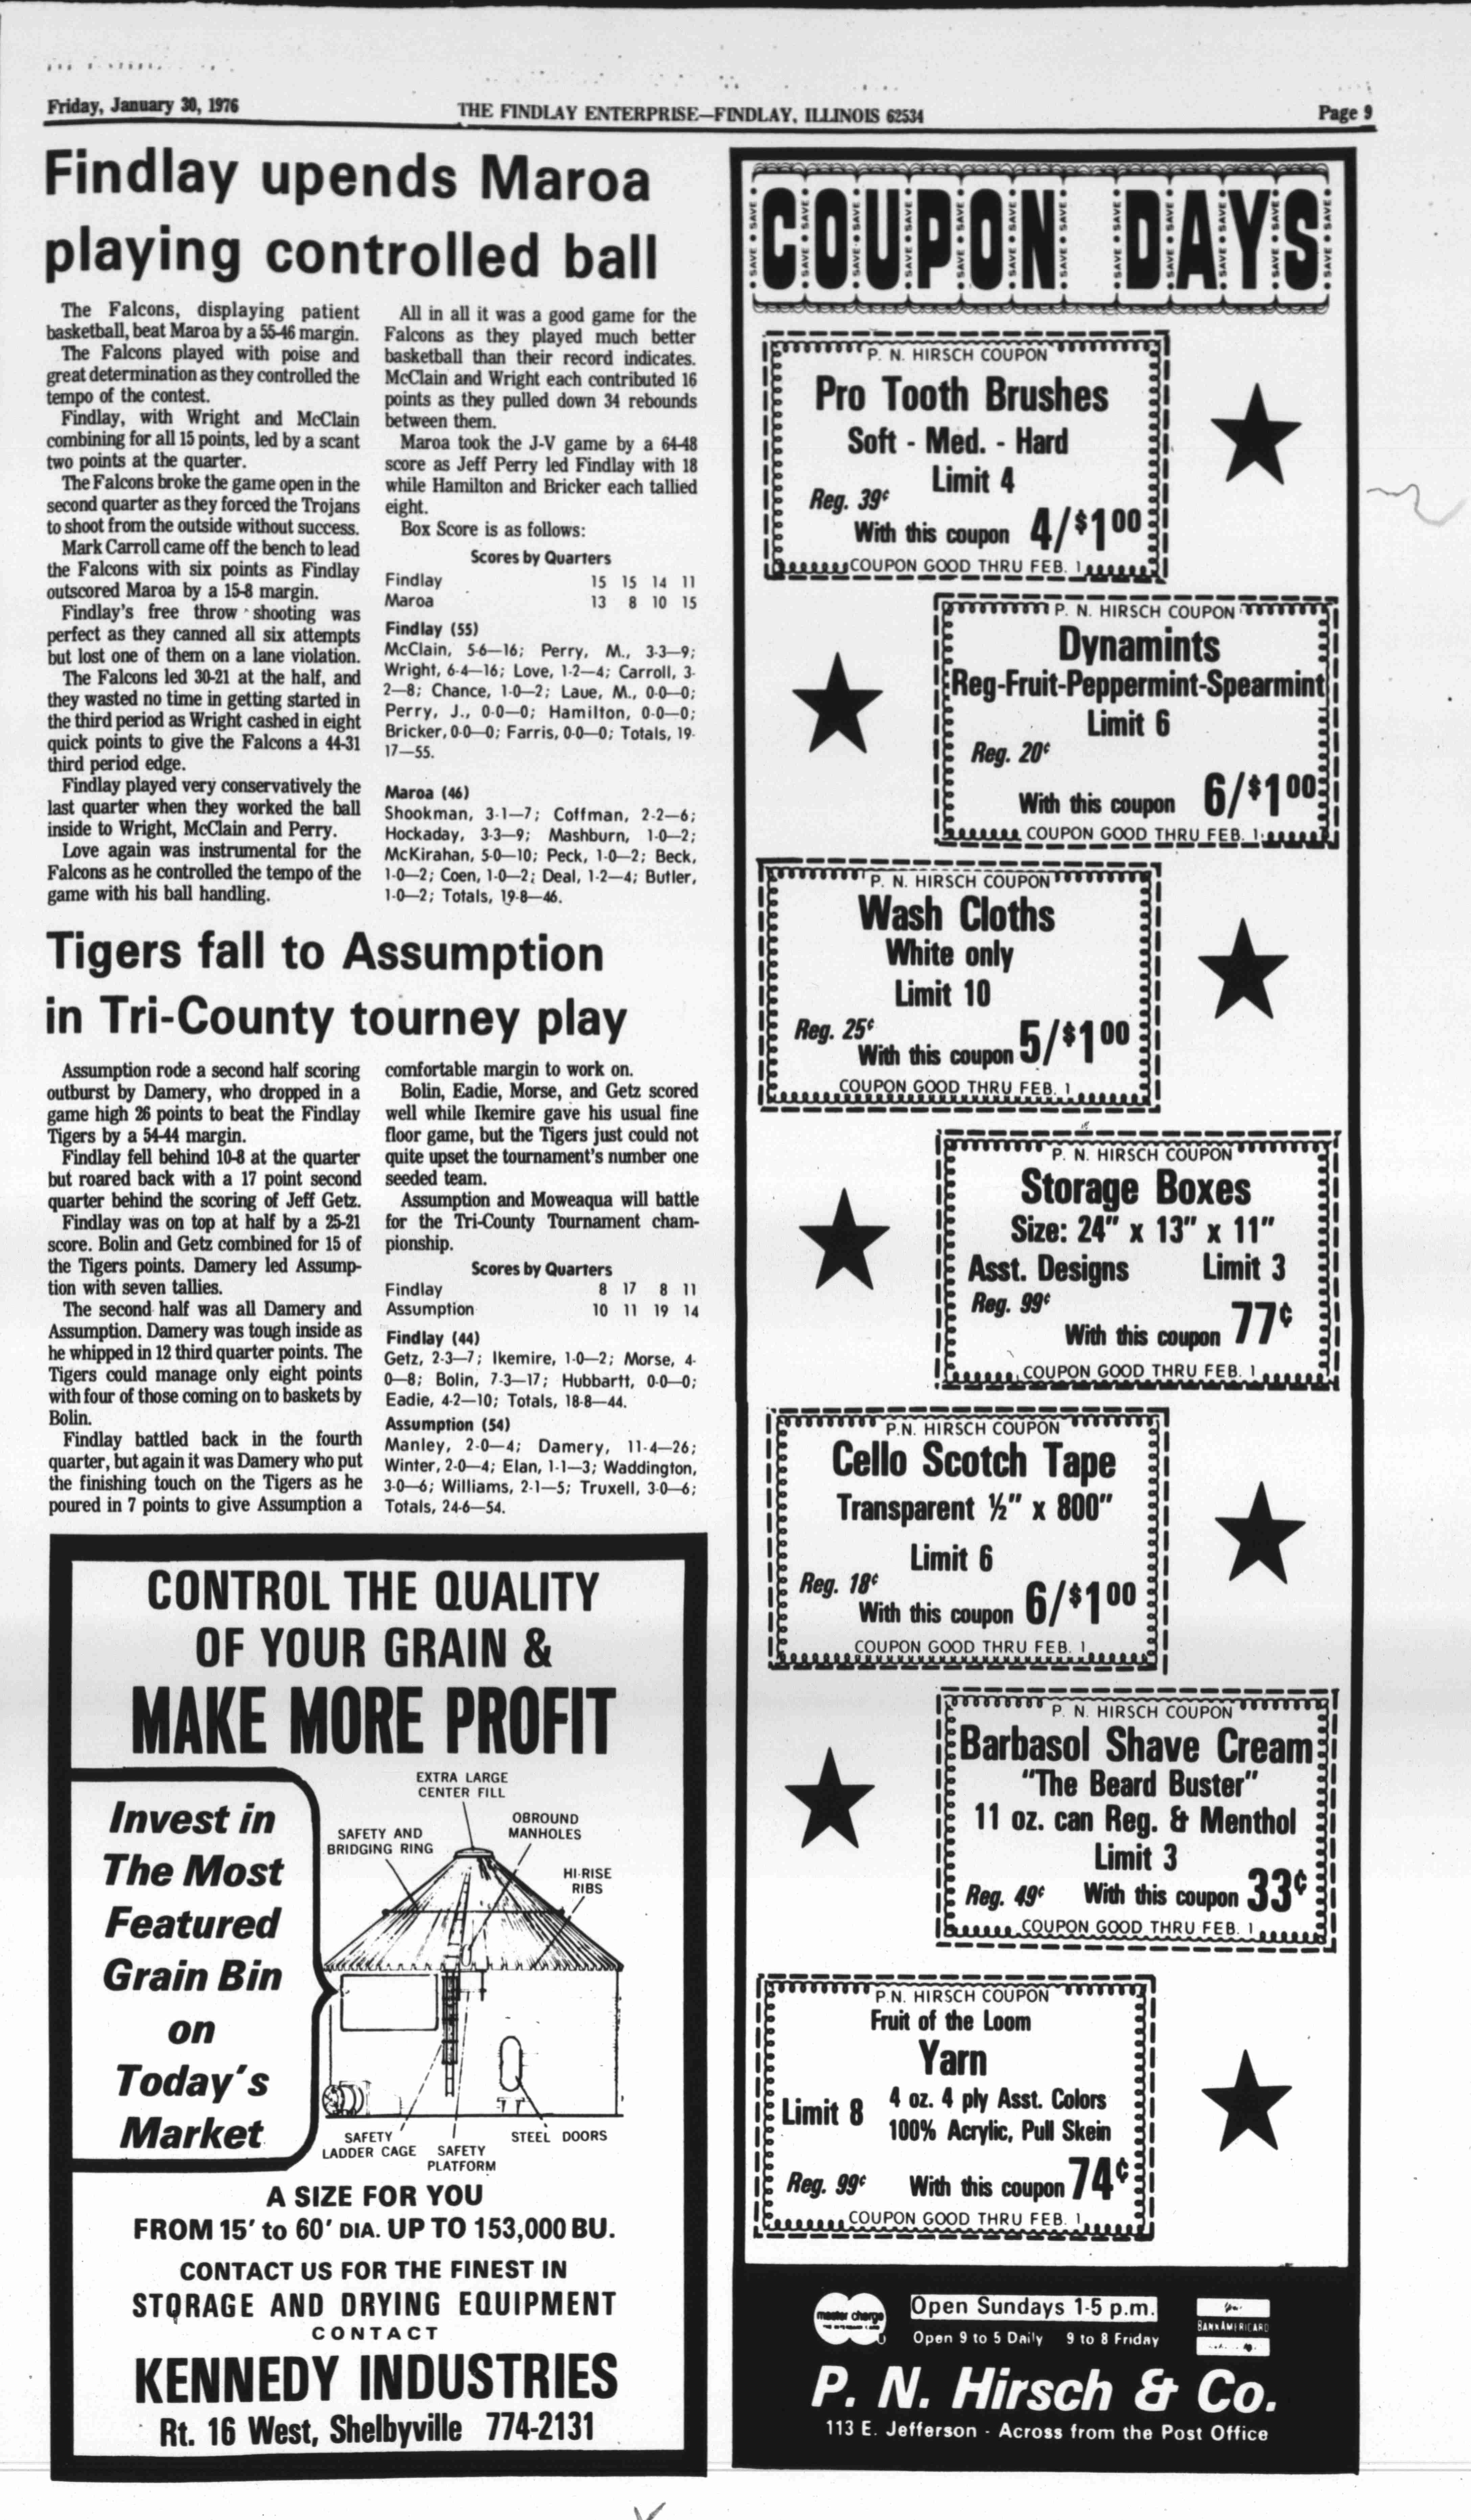 Friday, January 30, 1976
THE FINDLAY ENTERPRISE—FINDLAY, ILLINOIS 62534
Page 9
Findlay upends Maroa
playing controlled ball
The Falcons, displaying patient
basketball, beat Maroa by a 55-46 margin.
The Falcons played with poise and
great determination as they controlled the
tempo of the contest.
Findlay, with Wright and McClain
combining for all 15 points, led by a scant
two points at the quarter.
The Falcons broke the game open in the
second quarter as they forced the Trojans
to shoot from the outside without success.
Mark Carroll came off the bench to lead
the Falcons with six points as Findlay
outscored Maroa by a 15-8 margin.
Findlay's free throw shooting was
perfect as they canned all six attempts
but lost one of them on a lane violation.
The Falcons led 30-21 at the half, and
they wasted no time in getting started in
the third period as Wright cashed in eight
quick points to give the Falcons a 44-31
third period edge.
Findlay played very conservatively the
last quarter when they worked the ball
inside to Wright, McClain and Perry.
Love again was instrumental for the
Falcons as he controlled the tempo of the
game with his ball handling.
All in all it was a good game for the
Falcons as they played much better
basketball than their record indicates.
McClain and Wright each contributed 16
points as they pulled down 34 rebounds
between them.
Maroa took the J-V game by a 64-48
score as Jeff Perry led Findlay with 18
while Hamilton and Bricker each tallied
eight.
Box Score is as follows:
Scores by Quarters
Findlay 15 15 14 11
Maroa 13 8 10 15
Findlay (55)
McClain, 5-6—16; Perry, M., 3-3—9;
Wright, 6-4—16; Love, 1-2—4; Carroll, 3-
2—8; Chance, 1-0—2; Laue, M., 0-0—0;
Perry, J., 0-0—0; Hamilton, 0-0—0;
Bricker, 0-0—0; Farris, 0-0—0; Totals, 19-
17—55.
Maroa (46)
Shookman, 3-1—7; Coffman, 2-2—6;
Hockaday, 3-3—9; Mashburn, 1-0—2;
McKirahan, 5-0—10; Peck, 1-0—2; Beck,
1-0—2; Coen, 1-0—2; Deal, 1-2—4; Butler,
1-0—2; Totals, 19-8—46.
Tigers fall to Assumption
in Tri-County tourney play
Assumption rode a second half scoring
outburst by Damery, who dropped in a
game high 26 points to beat the Findlay
Tigers by a 54-44 margin.
Findlay fell behind 10-8 at the quarter
but roared back with a 17 point second
quarter behind the scoring of Jeff Getz.
Findlay was on top at half by a 25-21
score. Bolin and Getz combined for 15 of
the Tigers points. Damery led Assump-
tion with seven tallies.
The second half was all Damery and
Assumption. Damery was tough inside as
he whipped in 12 third quarter points. The
Tigers could manage only eight points
with four of those coming on to baskets by
Bolin.
Findlay battled back in the fourth
quarter, but again it was Damery who put
the finishing touch on the Tigers as he
poured in 7 points to give Assumption a
comfortable margin to work on.
Bolin, Eadie, Morse, and Getz scored
well while Ikemire gave his usual fine
floor game, but the Tigers just could not
quite upset the tournament's number one
seeded team.
Assumption and Moweaqua will battle
for the Tri-County Tournament cham-
pionship.
Scores by Quarters
Findlay 8 17 8 11
Assumption 10 11 19 14
Findlay (44)
Getz, 2-3—7; Ikemire, 1-0—2; Morse, 4-
0—8; Bolin, 7-3—17; Hubbartt, 0-0—0;
Eadie, 4-2—10; Totals, 18-8—44.
Assumption (54)
Manley, 2-0—4; Damery, 11-4—26;
Winter, 2-0—4; Elan, 1-1—3; Waddington,
3-0—6; Williams, 2-1—5; Truxell, 3-0—6;
Totals, 24-6—54.
CONTROL THE QUALITY
OF YOUR GRAIN &
MAKE MORE PROFIT
Invest in
The Most
Featured
Grain Bin
on
Today's
Market
EXTRA LARGE
CENTER FILL
OBROUND
MANHOLES
SAFETY AND
BRIDGING RING
HI-RISE
RIBS
SAFETY
LADDER CAGE
SAFETY
PLATFORM
STEEL DOORS
A SIZE FOR YOU
FROM 15' to 60' DIA. UP TO 153,000 BU.
CONTACT US FOR THE FINEST IN
STORAGE AND DRYING EQUIPMENT
CONTACT
KENNEDY INDUSTRIES
Rt. 16 West, Shelbyville 774-2131
COUPON DAYS
SAVE • SAVE • SAVE • SAVE • SAVE • SAVE • SAVE • SAVE • SAVE • SAVE • SAVE • SAVE
P. N. HIRSCH COUPON
Pro Tooth Brushes
Soft - Med. - Hard
Limit 4
Reg. 39¢
With this coupon 4/$1 00
COUPON GOOD THRU FEB. 1
P. N. HIRSCH COUPON
Dynamints
Reg-Fruit-Peppermint-Spearmint
Limit 6
Reg. 20¢
With this coupon 6/$1 00
COUPON GOOD THRU FEB. 1
P. N. HIRSCH COUPON
Wash Cloths
White only
Limit 10
Reg. 25¢
With this coupon 5/$1 00
COUPON GOOD THRU FEB. 1
P. N. HIRSCH COUPON
Storage Boxes
Size: 24" x 13" x 11"
Asst. Designs Limit 3
Reg. 99¢
With this coupon 77¢
COUPON GOOD THRU FEB. 1
P.N. HIRSCH COUPON
Cello Scotch Tape
Transparent ½" x 800"
Limit 6
Reg. 18¢
With this coupon 6/$1 00
COUPON GOOD THRU FEB. 1
P. N. HIRSCH COUPON
Barbasol Shave Cream
"The Beard Buster"
11 oz. can Reg. & Menthol
Limit 3
Reg. 49¢ With this coupon 33¢
COUPON GOOD THRU FEB. 1
P.N. HIRSCH COUPON
Fruit of the Loom
Yarn
Limit 8
4 oz. 4 ply Asst. Colors
100% Acrylic, Pull Skein
Reg. 99¢ With this coupon 74¢
COUPON GOOD THRU FEB. 1
master charge
Open Sundays 1-5 p.m.
Open 9 to 5 Daily 9 to 8 Friday
BANKAMERICARD
P. N. Hirsch & Co.
113 E. Jefferson - Across from the Post Office